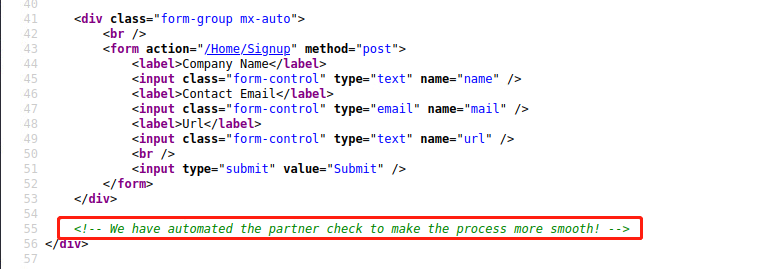 40
41 <div class="form-group mx-auto">
42 <br />
43 <form action="/Home/Signup" method="post">
44 <label>Company Name</label>
45 <input class="form-control" type="text" name="name" />
46 <label>Contact Email</label>
47 <input class="form-control" type="email" name="mail" />
48 <label>Url</label>
49 <input class="form-control" type="text" name="url" />
50 <br />
51 <input type="submit" value="Submit" />
52 </form>
53 </div>
54
55 <!-- We have automated the partner check to make the process more smooth! -->
56 </div>
57